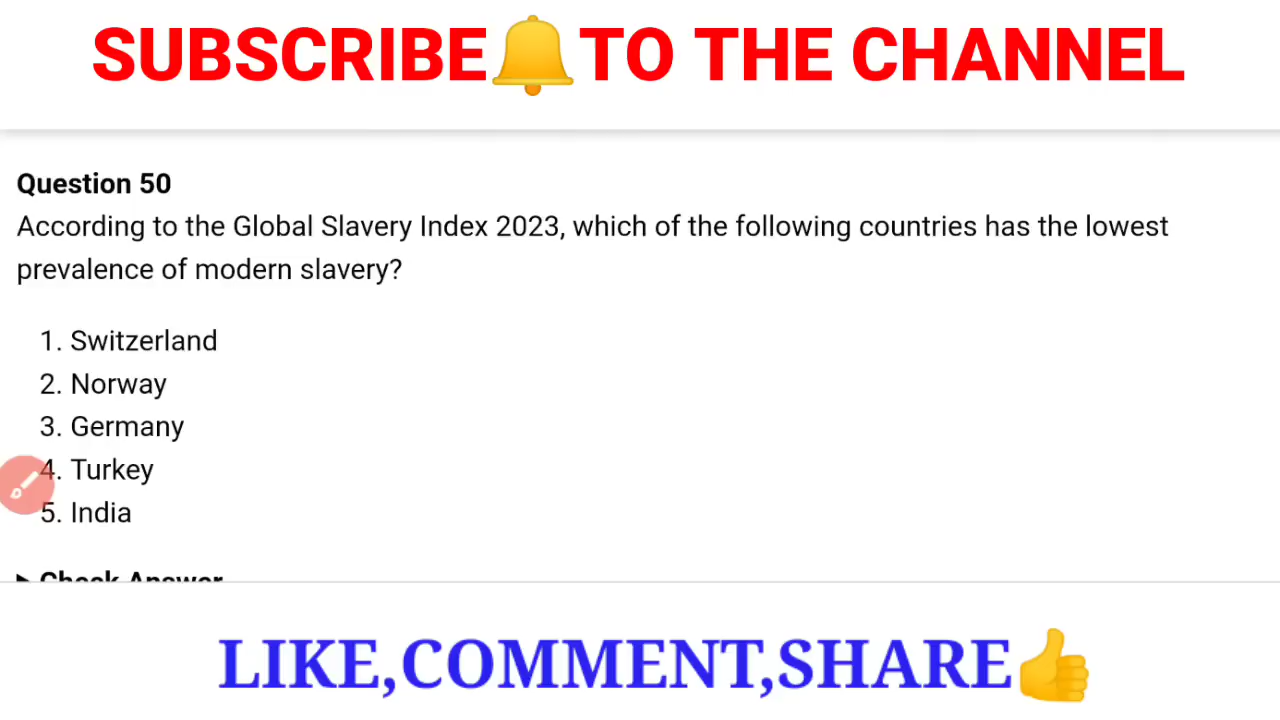 SUBSCRIBE🔔TO THE CHANNEL
Question 50
According to the Global Slavery Index 2023, which of the following countries has the lowest
prevalence of modern slavery?
1. Switzerland
2. Norway
3. Germany
4. Turkey
5. India
▶ Check Answer
LIKE,COMMENT,SHARE👍